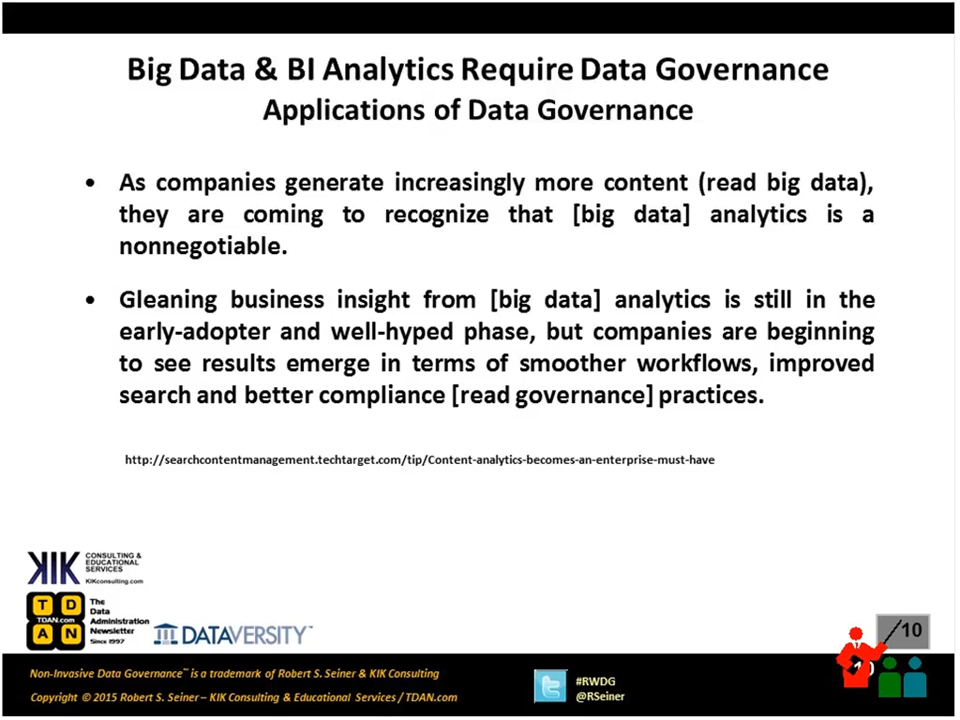 Big Data & BI Analytics Require Data Governance
Applications of Data Governance
• As companies generate increasingly more content (read big data),
they are coming to recognize that [big data] analytics is a
nonnegotiable.
• Gleaning business insight from [big data] analytics is still in the
early-adopter and well-hyped phase, but companies are beginning
to see results emerge in terms of smoother workflows, improved
search and better compliance [read governance] practices.
http://searchcontentmanagement.techtarget.com/tip/Content-analytics-becomes-an-enterprise-must-have
KIK CONSULTING &
EDUCATIONAL
SERVICES
KIKconsulting.com
T D
TDAN.com
A N
The
Data
Administration
Newsletter
Since 1997
DATAVERSITY™
10
10
Non-Invasive Data Governance™ is a trademark of Robert S. Seiner & KIK Consulting
Copyright © 2015 Robert S. Seiner – KIK Consulting & Educational Services / TDAN.com
#RWDG
@RSeiner